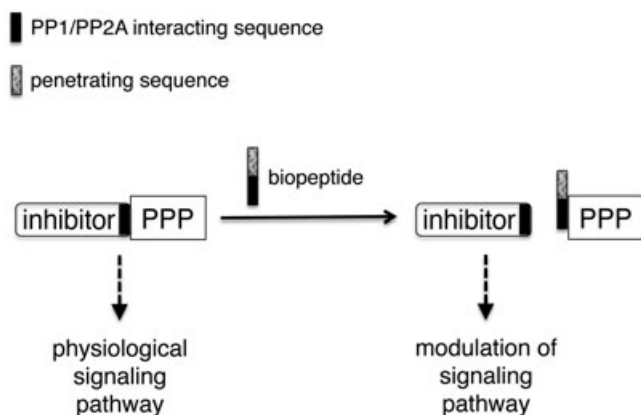 PP1/PP2A interacting sequence
penetrating sequence
biopeptide
inhibitor PPP
inhibitor PPP
physiological
signaling
pathway
modulation of
signaling
pathway